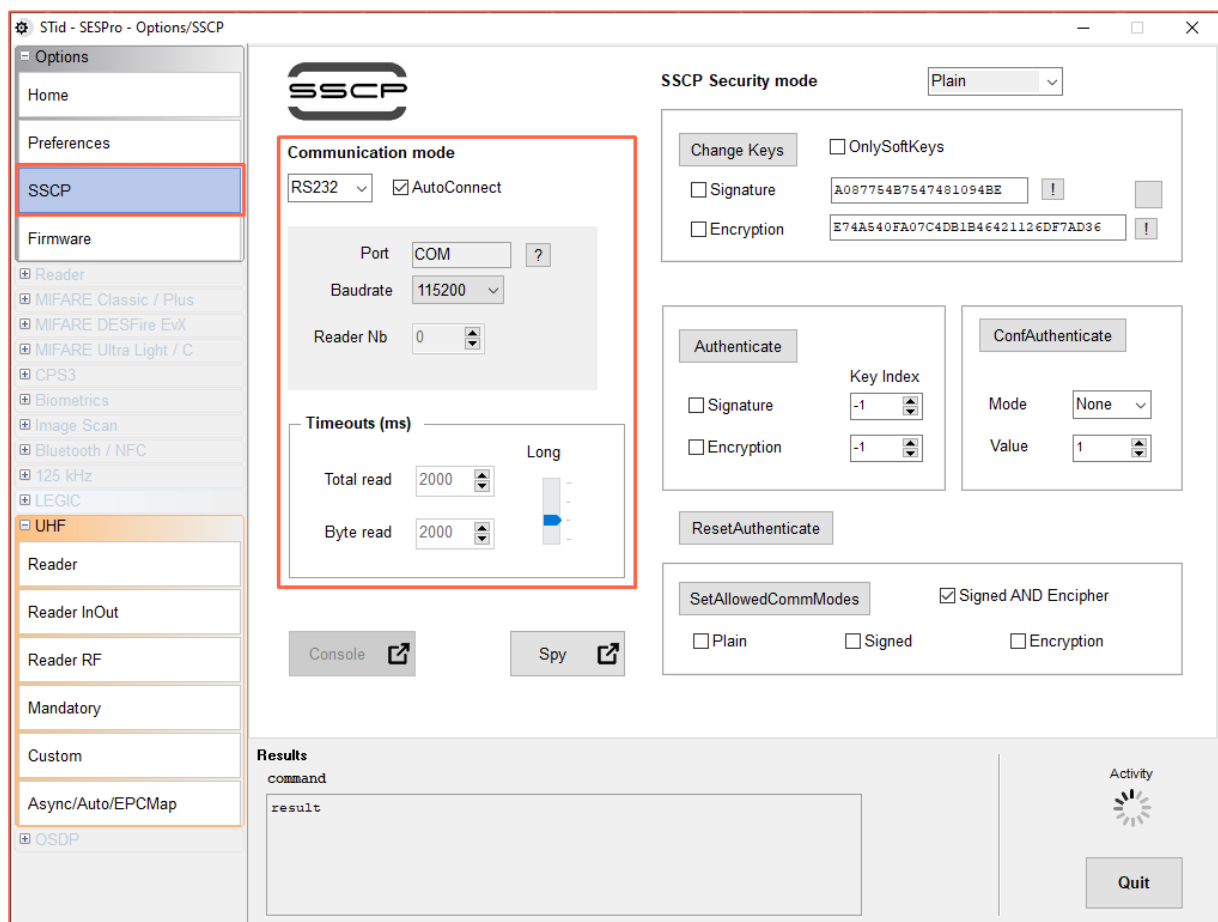 STid - SESPro - Options/SSCP
Options
Home
Preferences
SSCP
Firmware
Reader
MIFARE Classic / Plus
MIFARE DESFire EvX
MIFARE Ultra Light / C
CPS3
Biometrics
Image Scan
Bluetooth / NFC
125 kHz
LEGIC
UHF
Reader
Reader InOut
Reader RF
Mandatory
Custom
Async/Auto/EPCMap
OSDP
SSCP
Communication mode
RS232 AutoConnect
Port COM ?
Baudrate 115200
Reader Nb 0
Timeouts (ms)
Long
Total read 2000
Byte read 2000
Console
Spy
SSCP Security mode Plain
Change Keys OnlySoftKeys
Signature A087754B7547481094BE !
Encryption E74A540FA07C4DB1B46421126DF7AD36 !
Authenticate
Key Index
Signature -1
Encryption -1
ConfAuthenticate
Mode None
Value 1
ResetAuthenticate
SetAllowedCommModes Signed AND Encipher
Plain Signed Encryption
Results
command
result
Activity
Quit